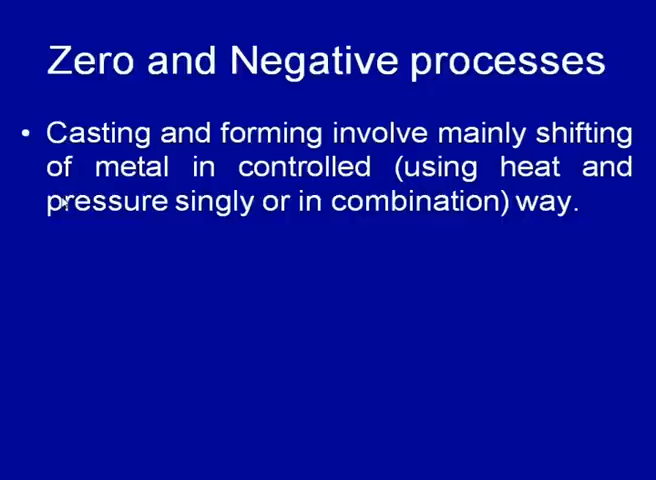 Zero and Negative processes
• Casting and forming involve mainly shifting
of metal in controlled (using heat and
pressure singly or in combination) way.